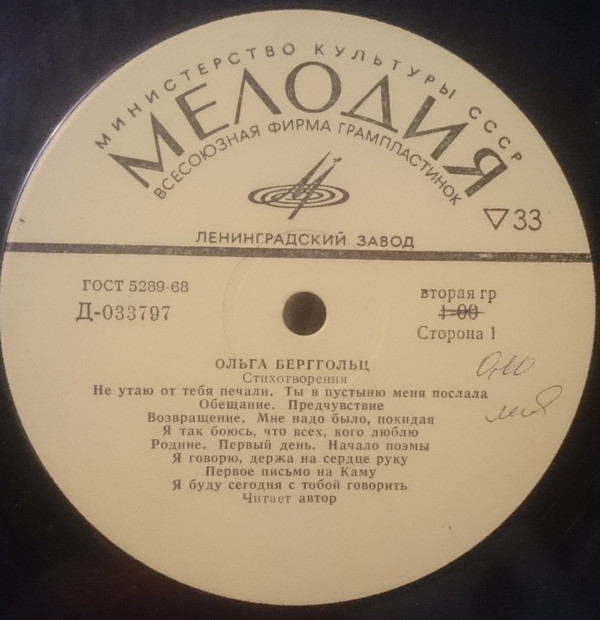 МИНИСТЕРСТВО КУЛЬТУРЫ СССР
МЕЛОДИЯ
ВСЕСОЮЗНАЯ ФИРМА ГРАМПЛАСТИНОК
33
ЛЕНИНГРАДСКИЙ ЗАВОД
ГОСТ 5289-68
Д-033797
вторая гр
1-00
Сторона 1
ОЛЬГА БЕРГГОЛЬЦ
Стихотворения
Не утаю от тебя печали. Ты в пустыню меня послала
Обещание. Предчувствие
Возвращение. Мне надо было, покидая
Я так боюсь, что всех, кого люблю
Родине. Первый день. Начало поэмы
Я говорю, держа на сердце руку
Первое письмо на Каму
Я буду сегодня с тобой говорить
Читает автор